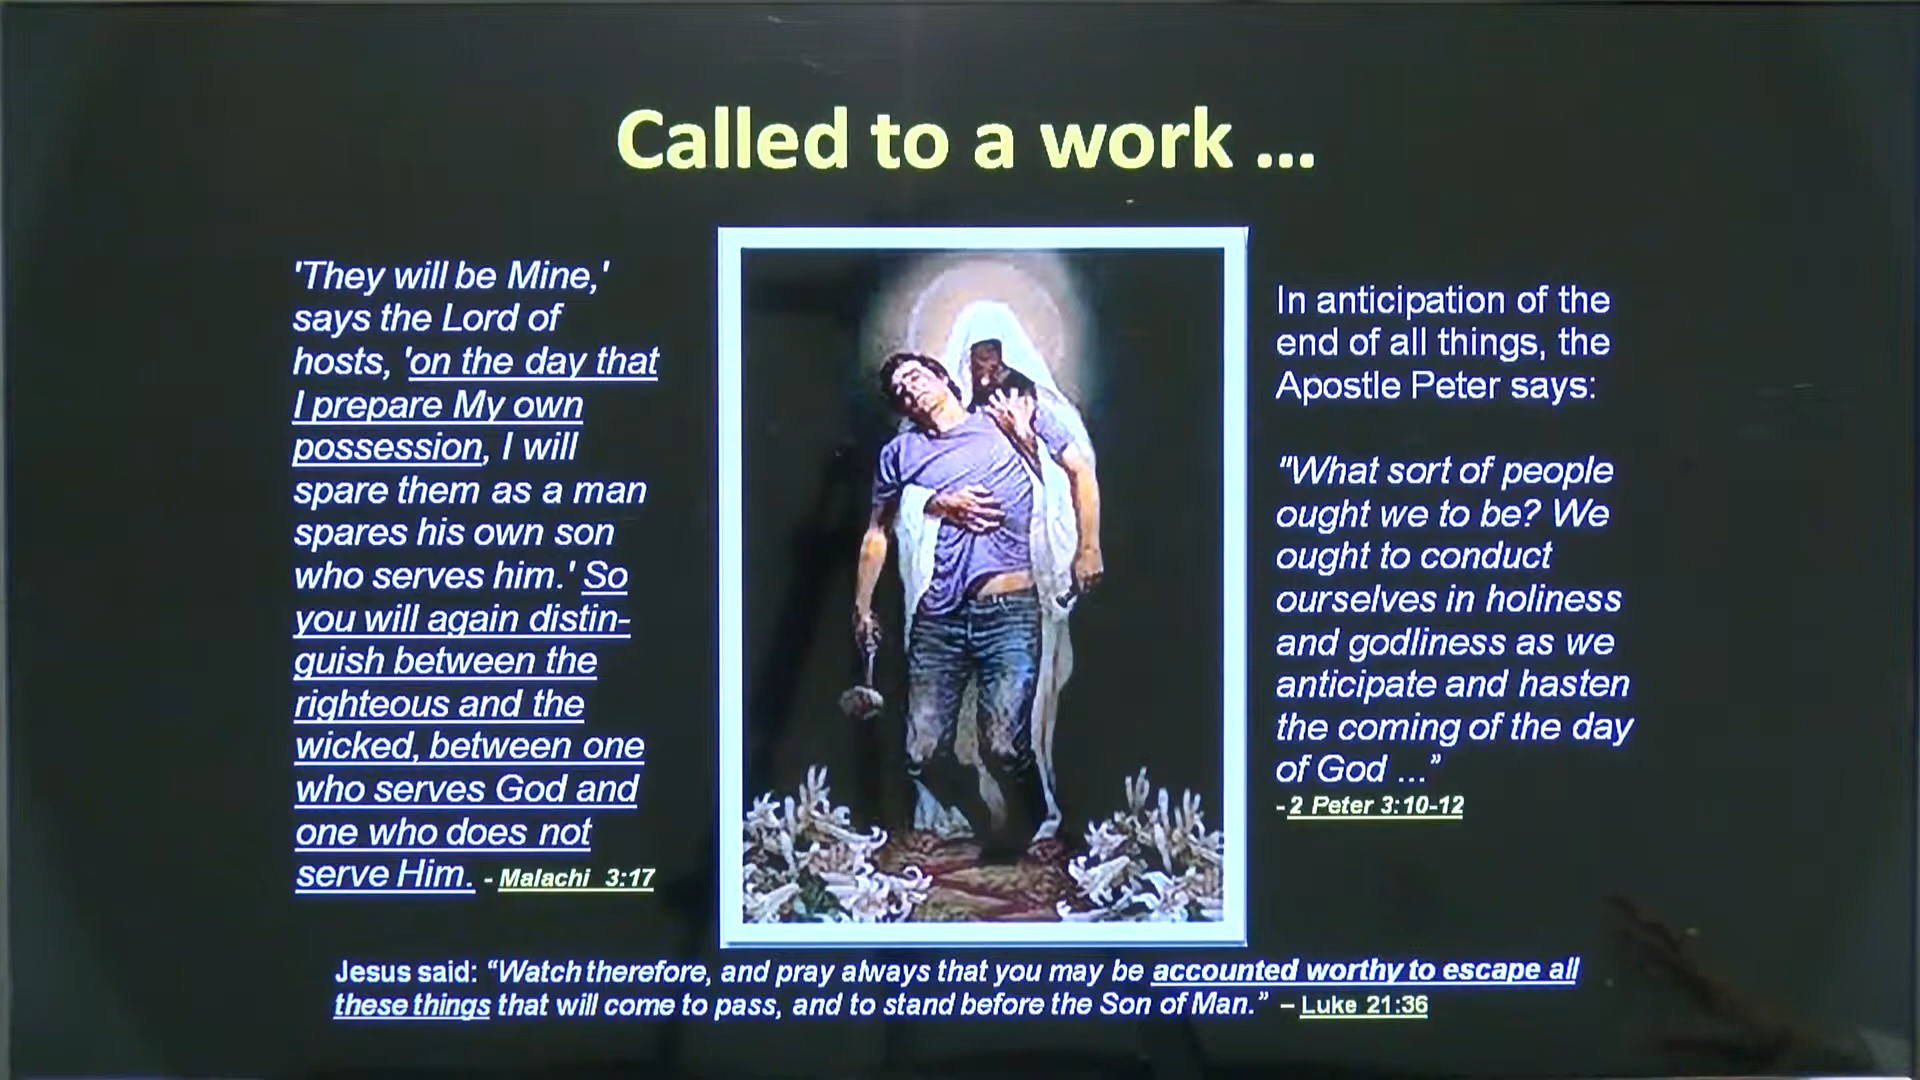 Called to a work ...
'They will be Mine,'
says the Lord of
hosts, 'on the day that
I prepare My own
possession, I will
spare them as a man
spares his own son
who serves him.' So
you will again distin-
guish between the
righteous and the
wicked, between one
who serves God and
one who does not
serve Him. - Malachi 3:17
In anticipation of the
end of all things, the
Apostle Peter says:
"What sort of people
ought we to be? We
ought to conduct
ourselves in holiness
and godliness as we
anticipate and hasten
the coming of the day
of God ...”
- 2 Peter 3:10-12
Jesus said: “Watch therefore, and pray always that you may be accounted worthy to escape all
these things that will come to pass, and to stand before the Son of Man.” – Luke 21:36